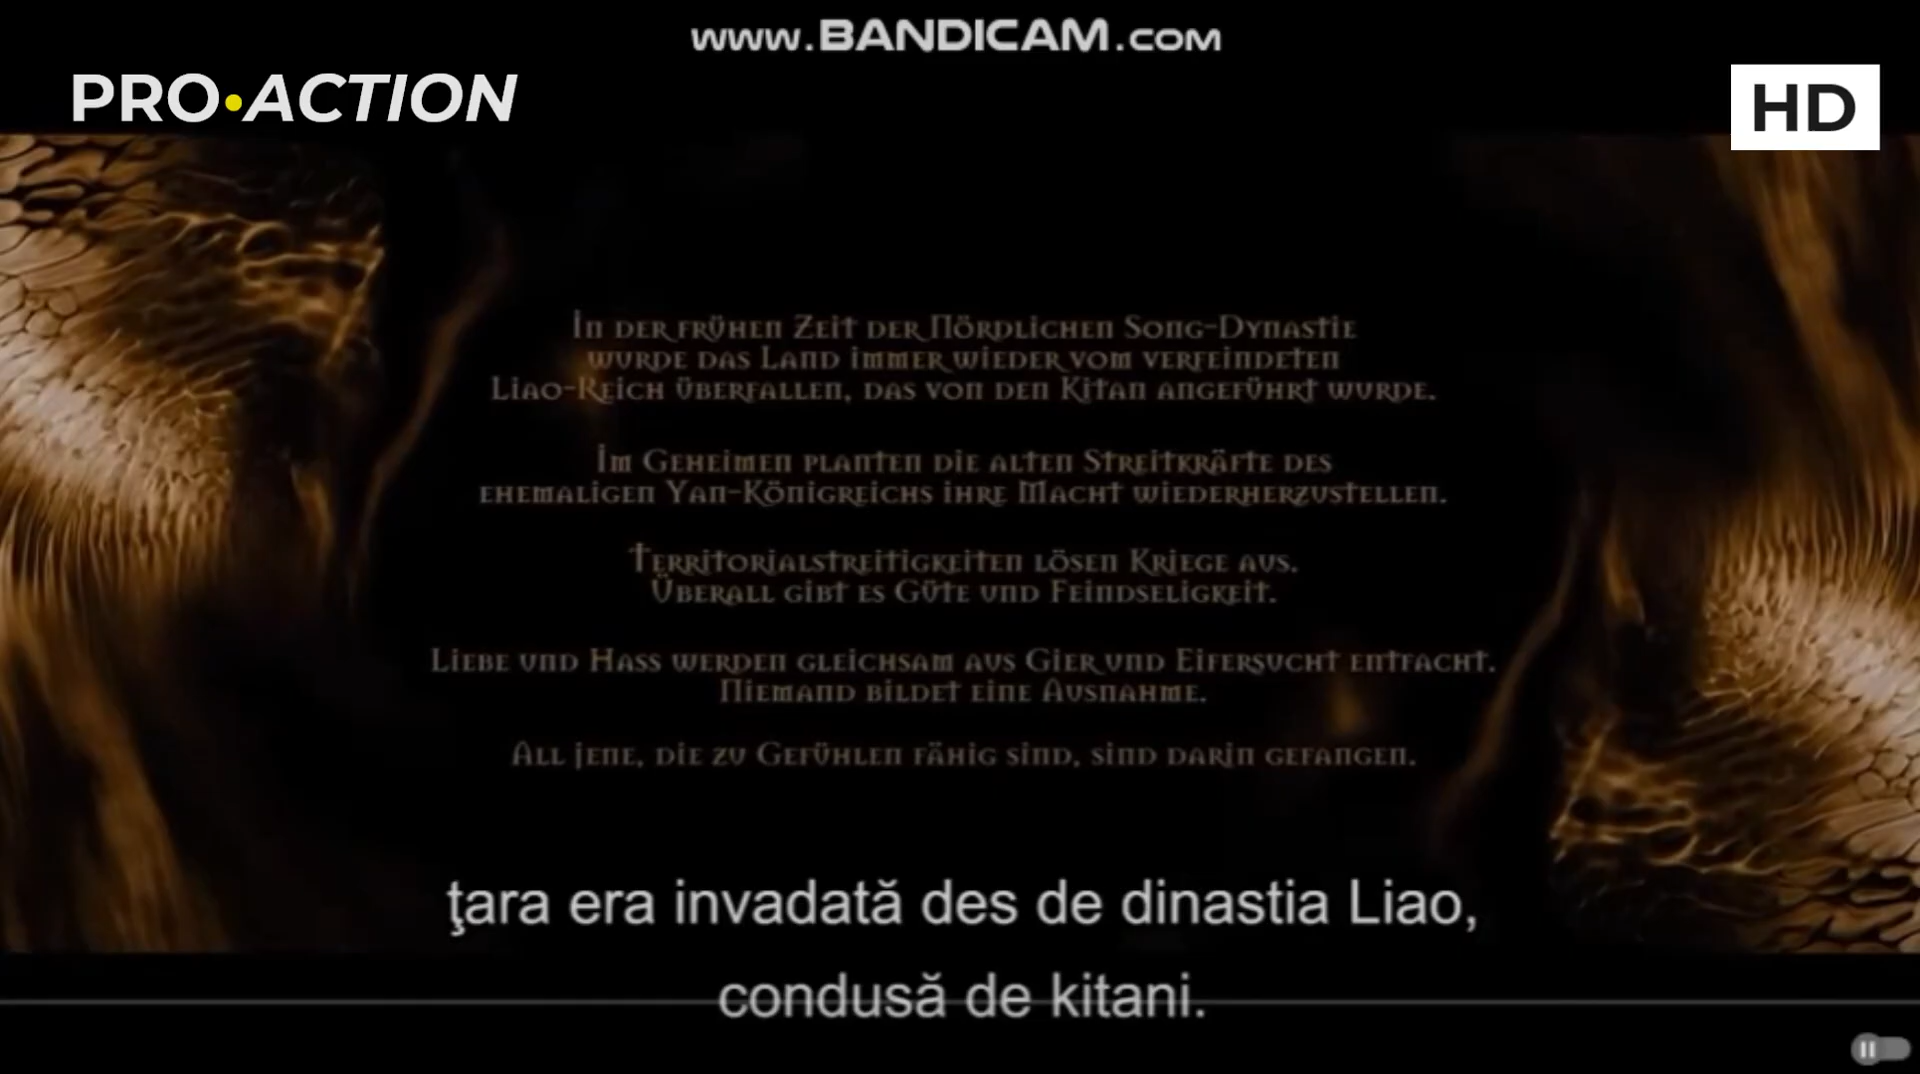 www.BANDICAM.com
PRO•ACTION
HD
In der frühen Zeit der Nördlichen Song-Dynastie
wurde das Land immer wieder vom verfeindeten
Liao-Reich überfallen, das von den Kitan angeführt wurde.
Im Geheimen planten die alten Streitkräfte des
ehemaligen Yan-Königreichs ihre Macht wiederherzustellen.
Territorialstreitigkeiten lösen Kriege aus.
Überall gibt es Güte und Feindseligkeit.
Liebe und Hass werden gleichsam aus Gier und Eifersucht entfacht.
Niemand bildet eine Ausnahme.
All jene, die zu Gefühlen fähig sind, sind darin gefangen.
ţara era invadată des de dinastia Liao,
condusă de kitani.